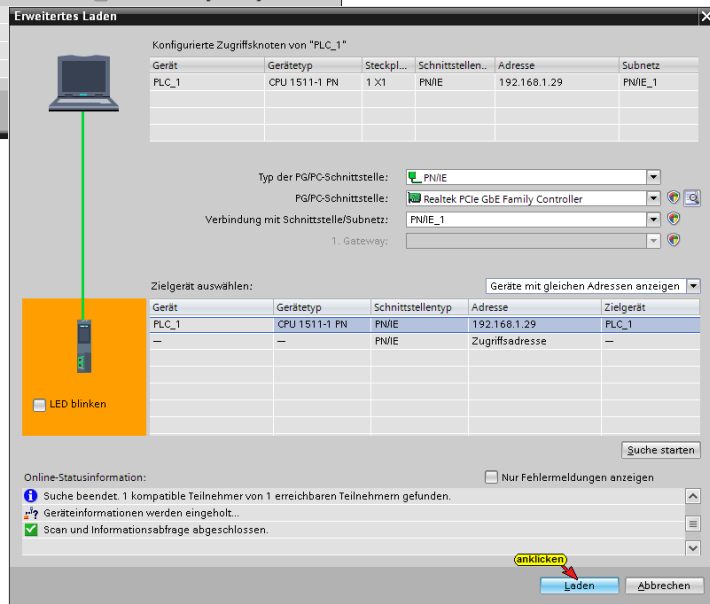 Erweitertes Laden
Konfigurierte Zugriffsknoten von "PLC_1"
Gerät Gerätetyp Steckpl... Schnittstellen.. Adresse Subnetz
PLC_1 CPU 1511-1 PN 1 X1 PN/IE 192.168.1.29 PN/IE_1
Typ der PG/PC-Schnittstelle: PN/IE
PG/PC-Schnittstelle: Realtek PCIe GbE Family Controller
Verbindung mit Schnittstelle/Subnetz: PN/IE_1
1. Gateway:
Zielgerät auswählen: Geräte mit gleichen Adressen anzeigen
Gerät Gerätetyp Schnittstellentyp Adresse Zielgerät
PLC_1 CPU 1511-1 PN PN/IE 192.168.1.29 PLC_1
— — PN/IE Zugriffsadresse —
LED blinken
Suche starten
Online-Statusinformation: Nur Fehlermeldungen anzeigen
Suche beendet. 1 kompatible Teilnehmer von 1 erreichbaren Teilnehmern gefunden.
Geräteinformationen werden eingeholt...
Scan und Informationsabfrage abgeschlossen.
anklicken
Laden Abbrechen